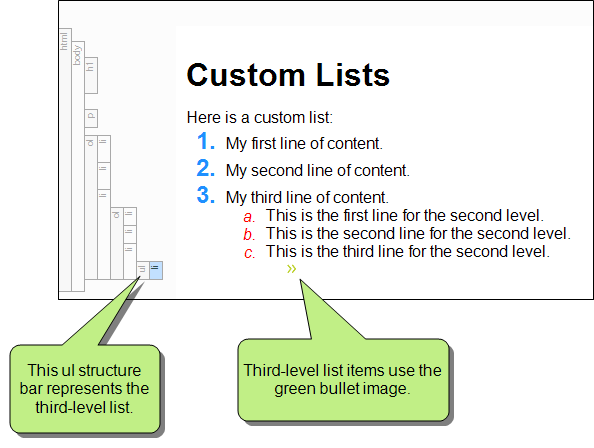 html
body
h1
p
ol
li
li
li
ol
li
li
li
ul
li
Custom Lists
Here is a custom list:
1. My first line of content.
2. My second line of content.
3. My third line of content.
a. This is the first line for the second level.
b. This is the second line for the second level.
c. This is the third line for the second level.
»
This ul structure
bar represents the
third-level list.
Third-level list items use the
green bullet image.